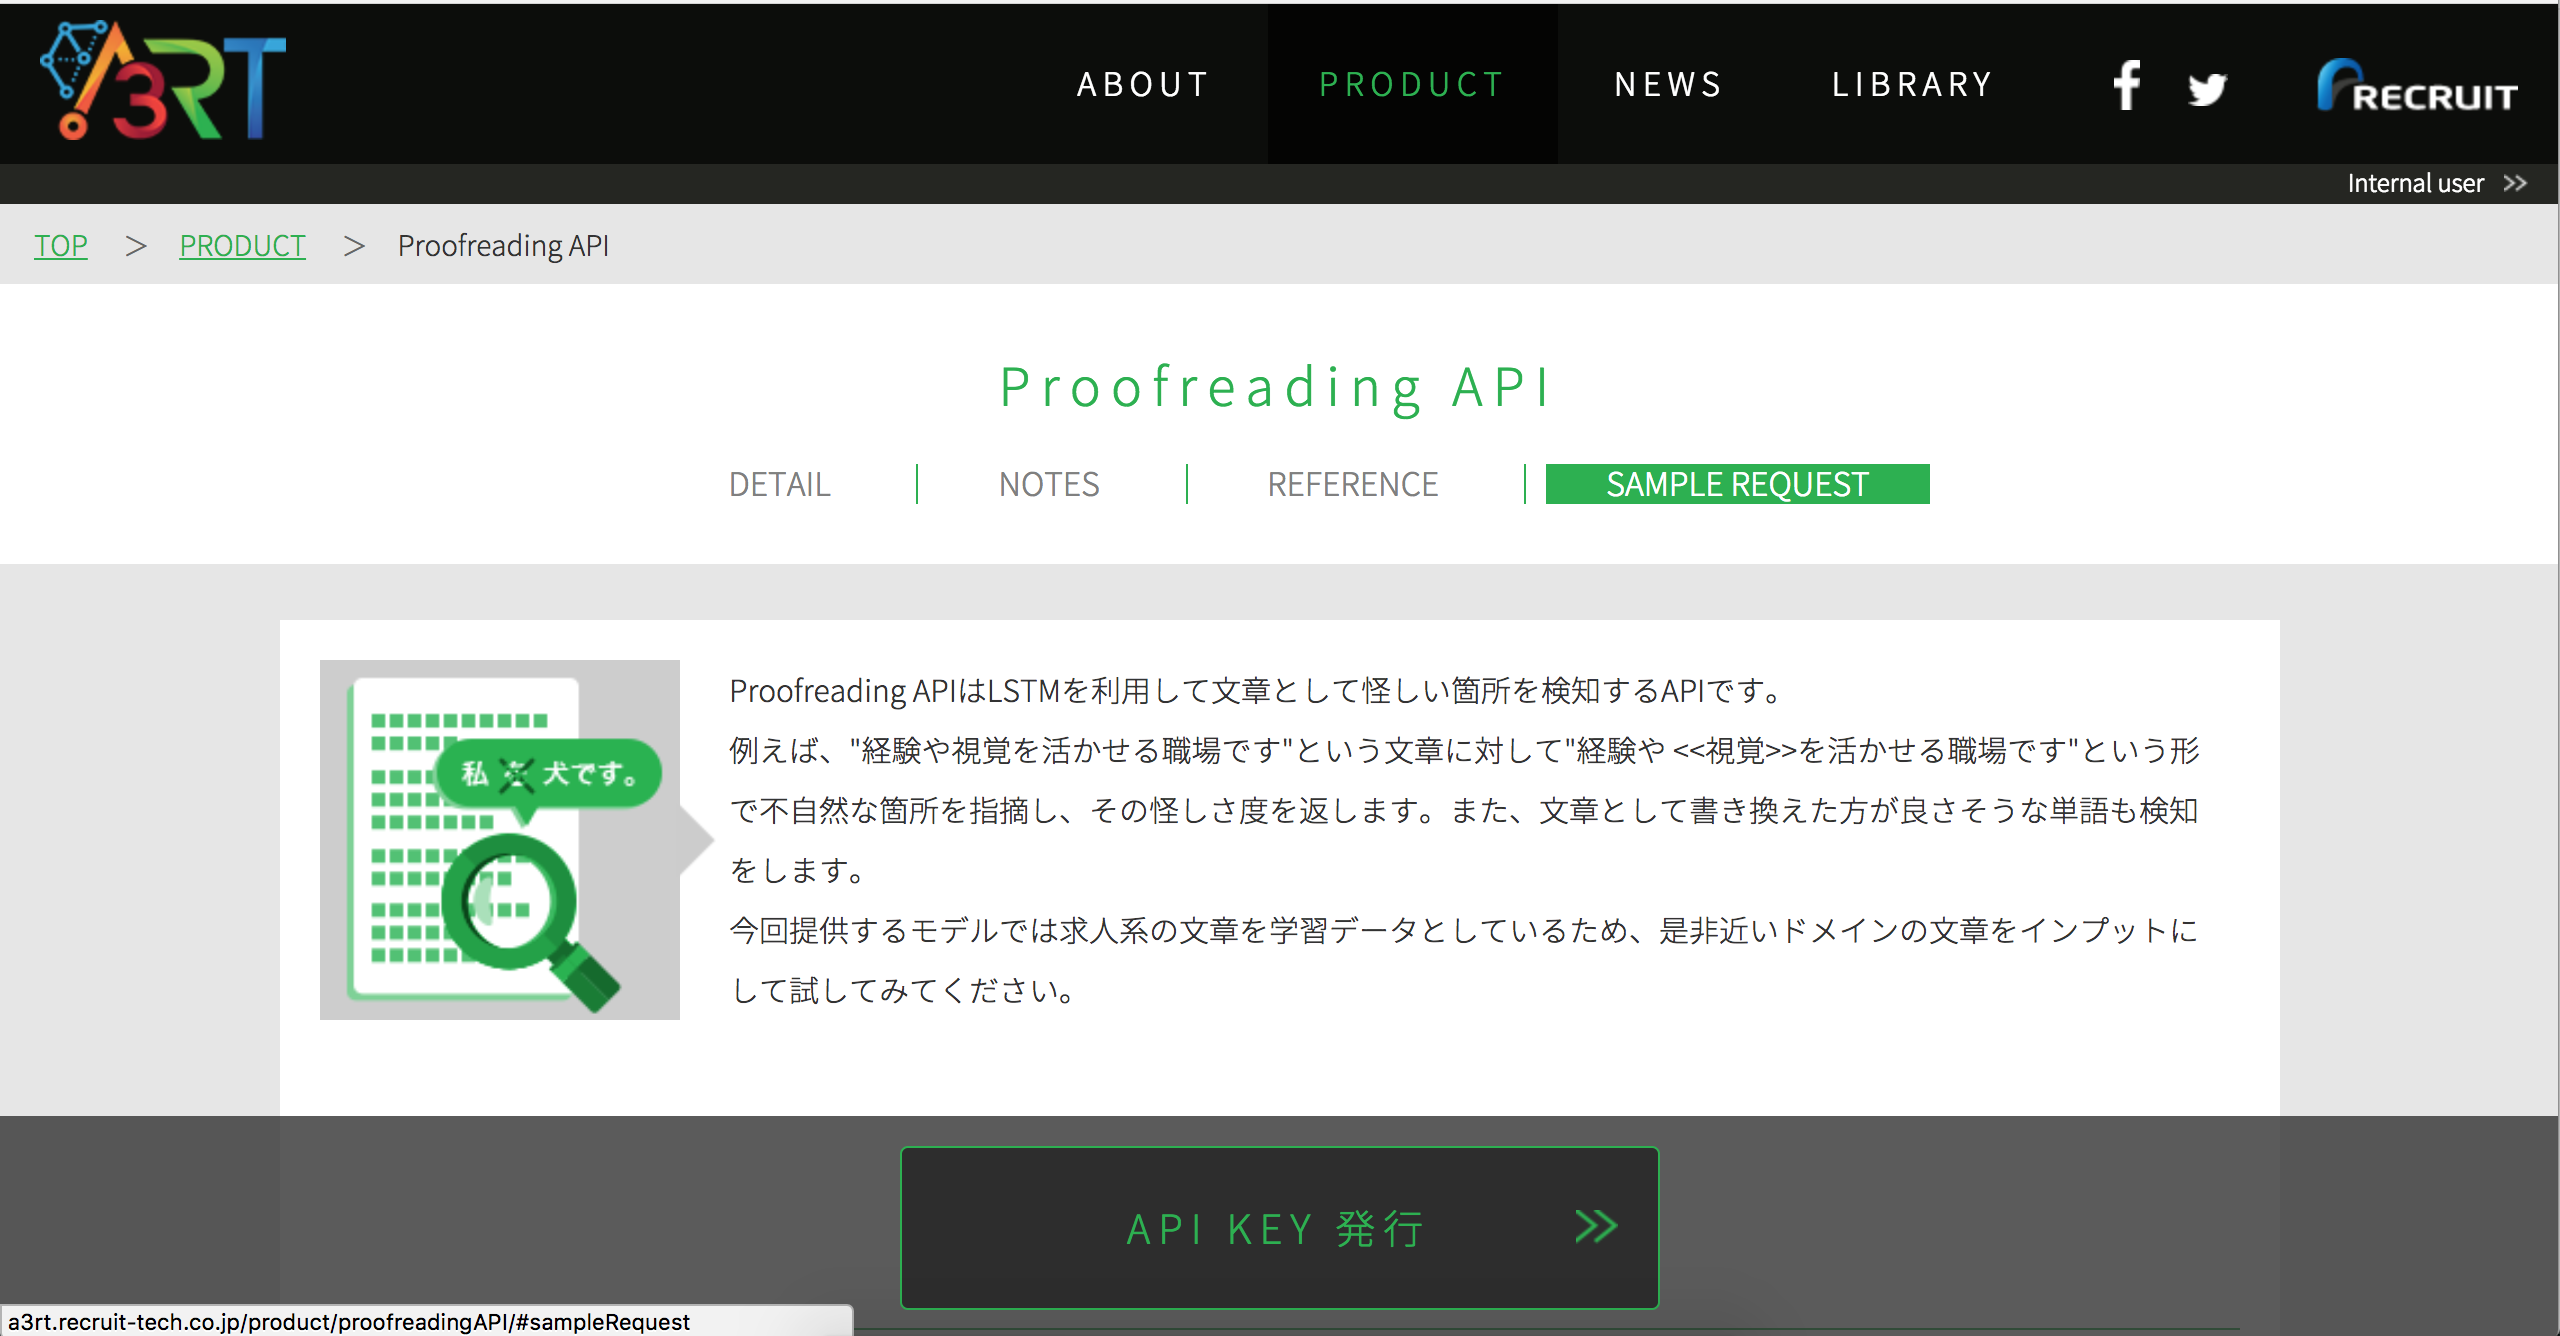 A3RT
ABOUT PRODUCT NEWS LIBRARY RECRUIT
Internal user
TOP > PRODUCT > Proofreading API
Proofreading API
DETAIL NOTES REFERENCE SAMPLE REQUEST
私を犬です。
Proofreading APIはLSTMを利用して文章として怪しい箇所を検知するAPIです。
例えば、"経験や視覚を活かせる職場です"という文章に対して"経験や <<視覚>>を活かせる職場です"という形
で不自然な箇所を指摘し、その怪しさ度を返します。また、文章として書き換えた方が良さそうな単語も検知
をします。
今回提供するモデルでは求人系の文章を学習データとしているため、是非近いドメインの文章をインプットに
して試してみてください。
API KEY 発行
a3rt.recruit-tech.co.jp/product/proofreadingAPI/#sampleRequest